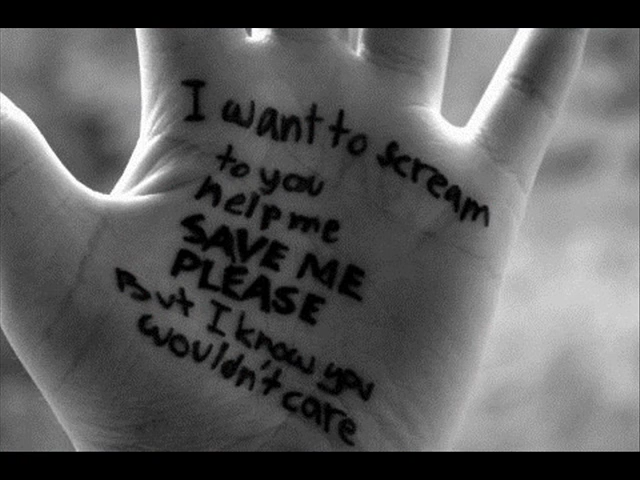 I want to scream
to you
help me
SAVE ME
PLEASE
But I know you
wouldn't care